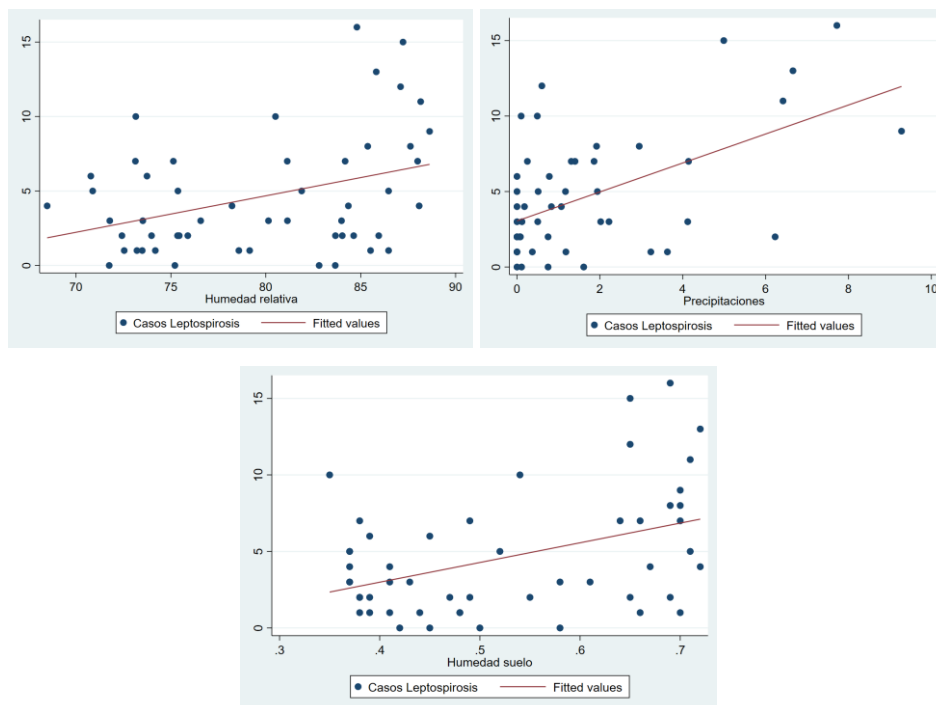 15
10
5
0
70 75 80 85 90
Humedad relativa
Casos Leptospirosis Fitted values
15
10
5
0
0 2 4 6 8 10
Precipitaciones
Casos Leptospirosis Fitted values
15
10
5
0
.3 .4 .5 .6 .7
Humedad suelo
Casos Leptospirosis Fitted values